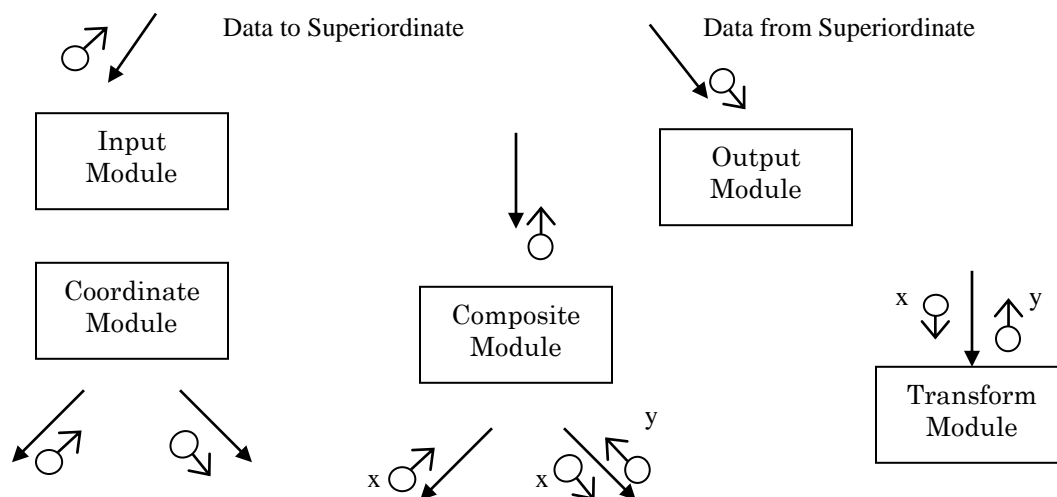 Data to Superiordinate
Data from Superiordinate
Input
Module
Output
Module
Coordinate
Module
Composite
Module
x
y
Transform
Module
x
x
y